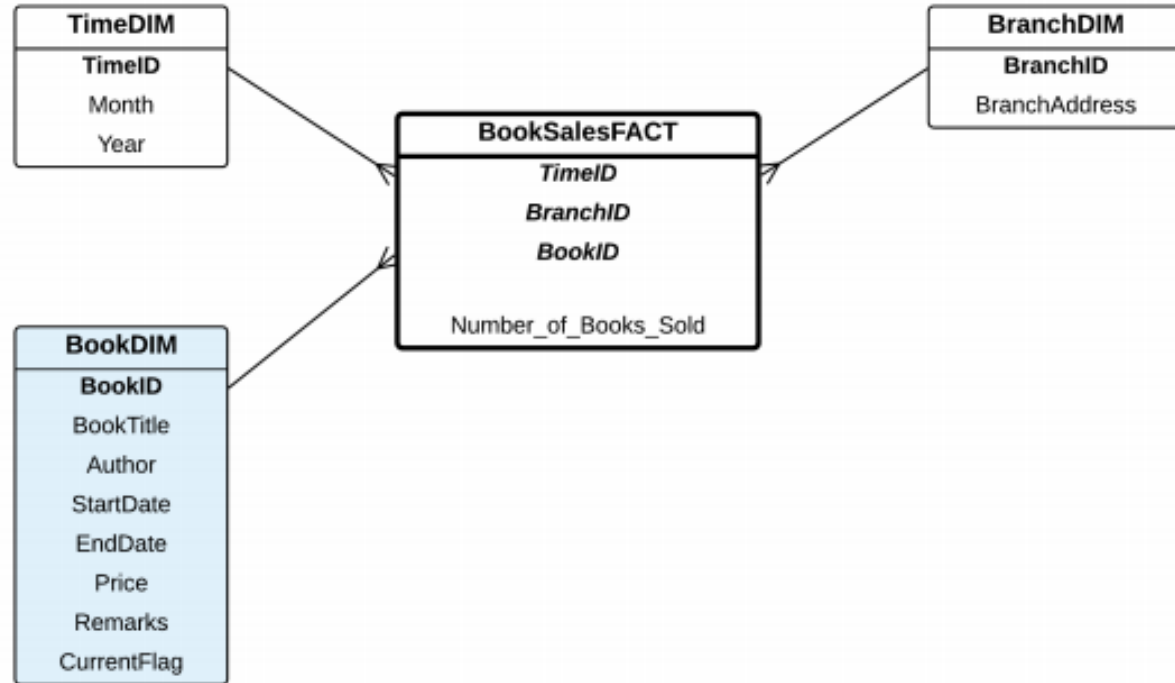 TimeDIM
TimeID
Month
Year
BranchDIM
BranchID
BranchAddress
BookSalesFACT
TimeID
BranchID
BookID
Number_of_Books_Sold
BookDIM
BookID
BookTitle
Author
StartDate
EndDate
Price
Remarks
CurrentFlag